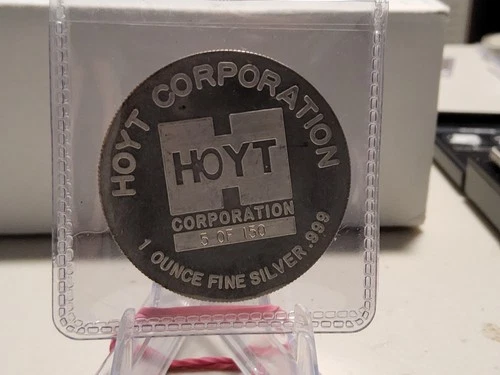 HOYT CORPORATION
HOYT
CORPORATION
5 OF 150
1 OUNCE FINE SILVER .999